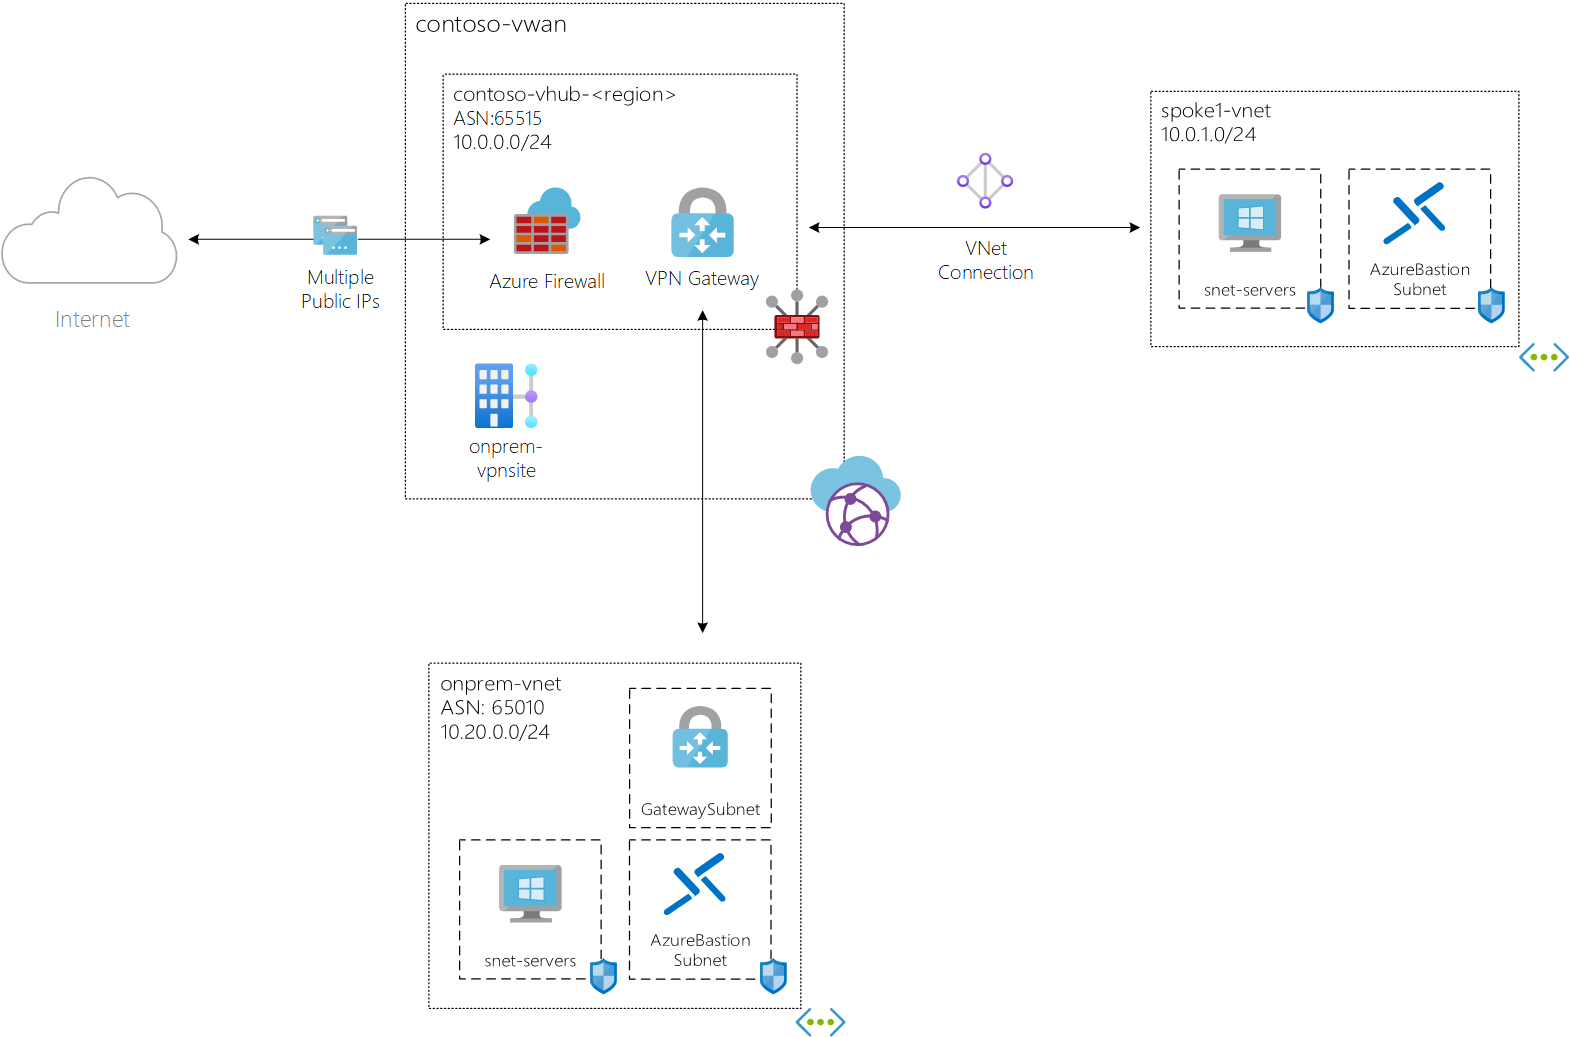 contoso-vwan
contoso-vhub-<region>
ASN:65515
10.0.0.0/24
Azure Firewall
VPN Gateway
Multiple
Public IPs
Internet
onprem-
vpnsite
VNet
Connection
spoke1-vnet
10.0.1.0/24
snet-servers
AzureBastion
Subnet
onprem-vnet
ASN: 65010
10.20.0.0/24
GatewaySubnet
snet-servers
AzureBastion
Subnet